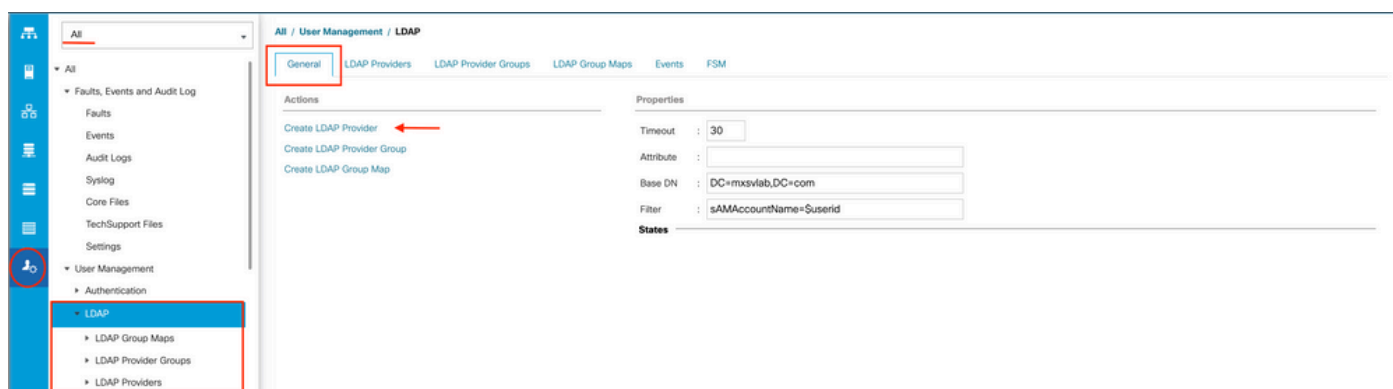 All
All
Faults, Events and Audit Log
Faults
Events
Audit Logs
Syslog
Core Files
TechSupport Files
Settings
User Management
Authentication
LDAP
LDAP Group Maps
LDAP Provider Groups
LDAP Providers
All / User Management / LDAP
General LDAP Providers LDAP Provider Groups LDAP Group Maps Events FSM
Actions
Create LDAP Provider
Create LDAP Provider Group
Create LDAP Group Map
Properties
Timeout : 30
Attribute :
Base DN : DC=mxsvlab,DC=com
Filter : sAMAccountName=$userid
States